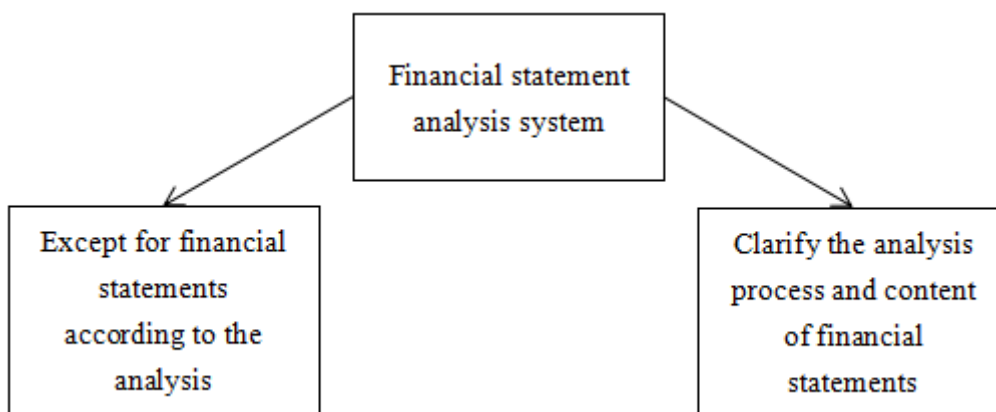 Financial statement
analysis system
Except for financial
statements
according to the
analysis
Clarify the analysis
process and content
of financial
statements